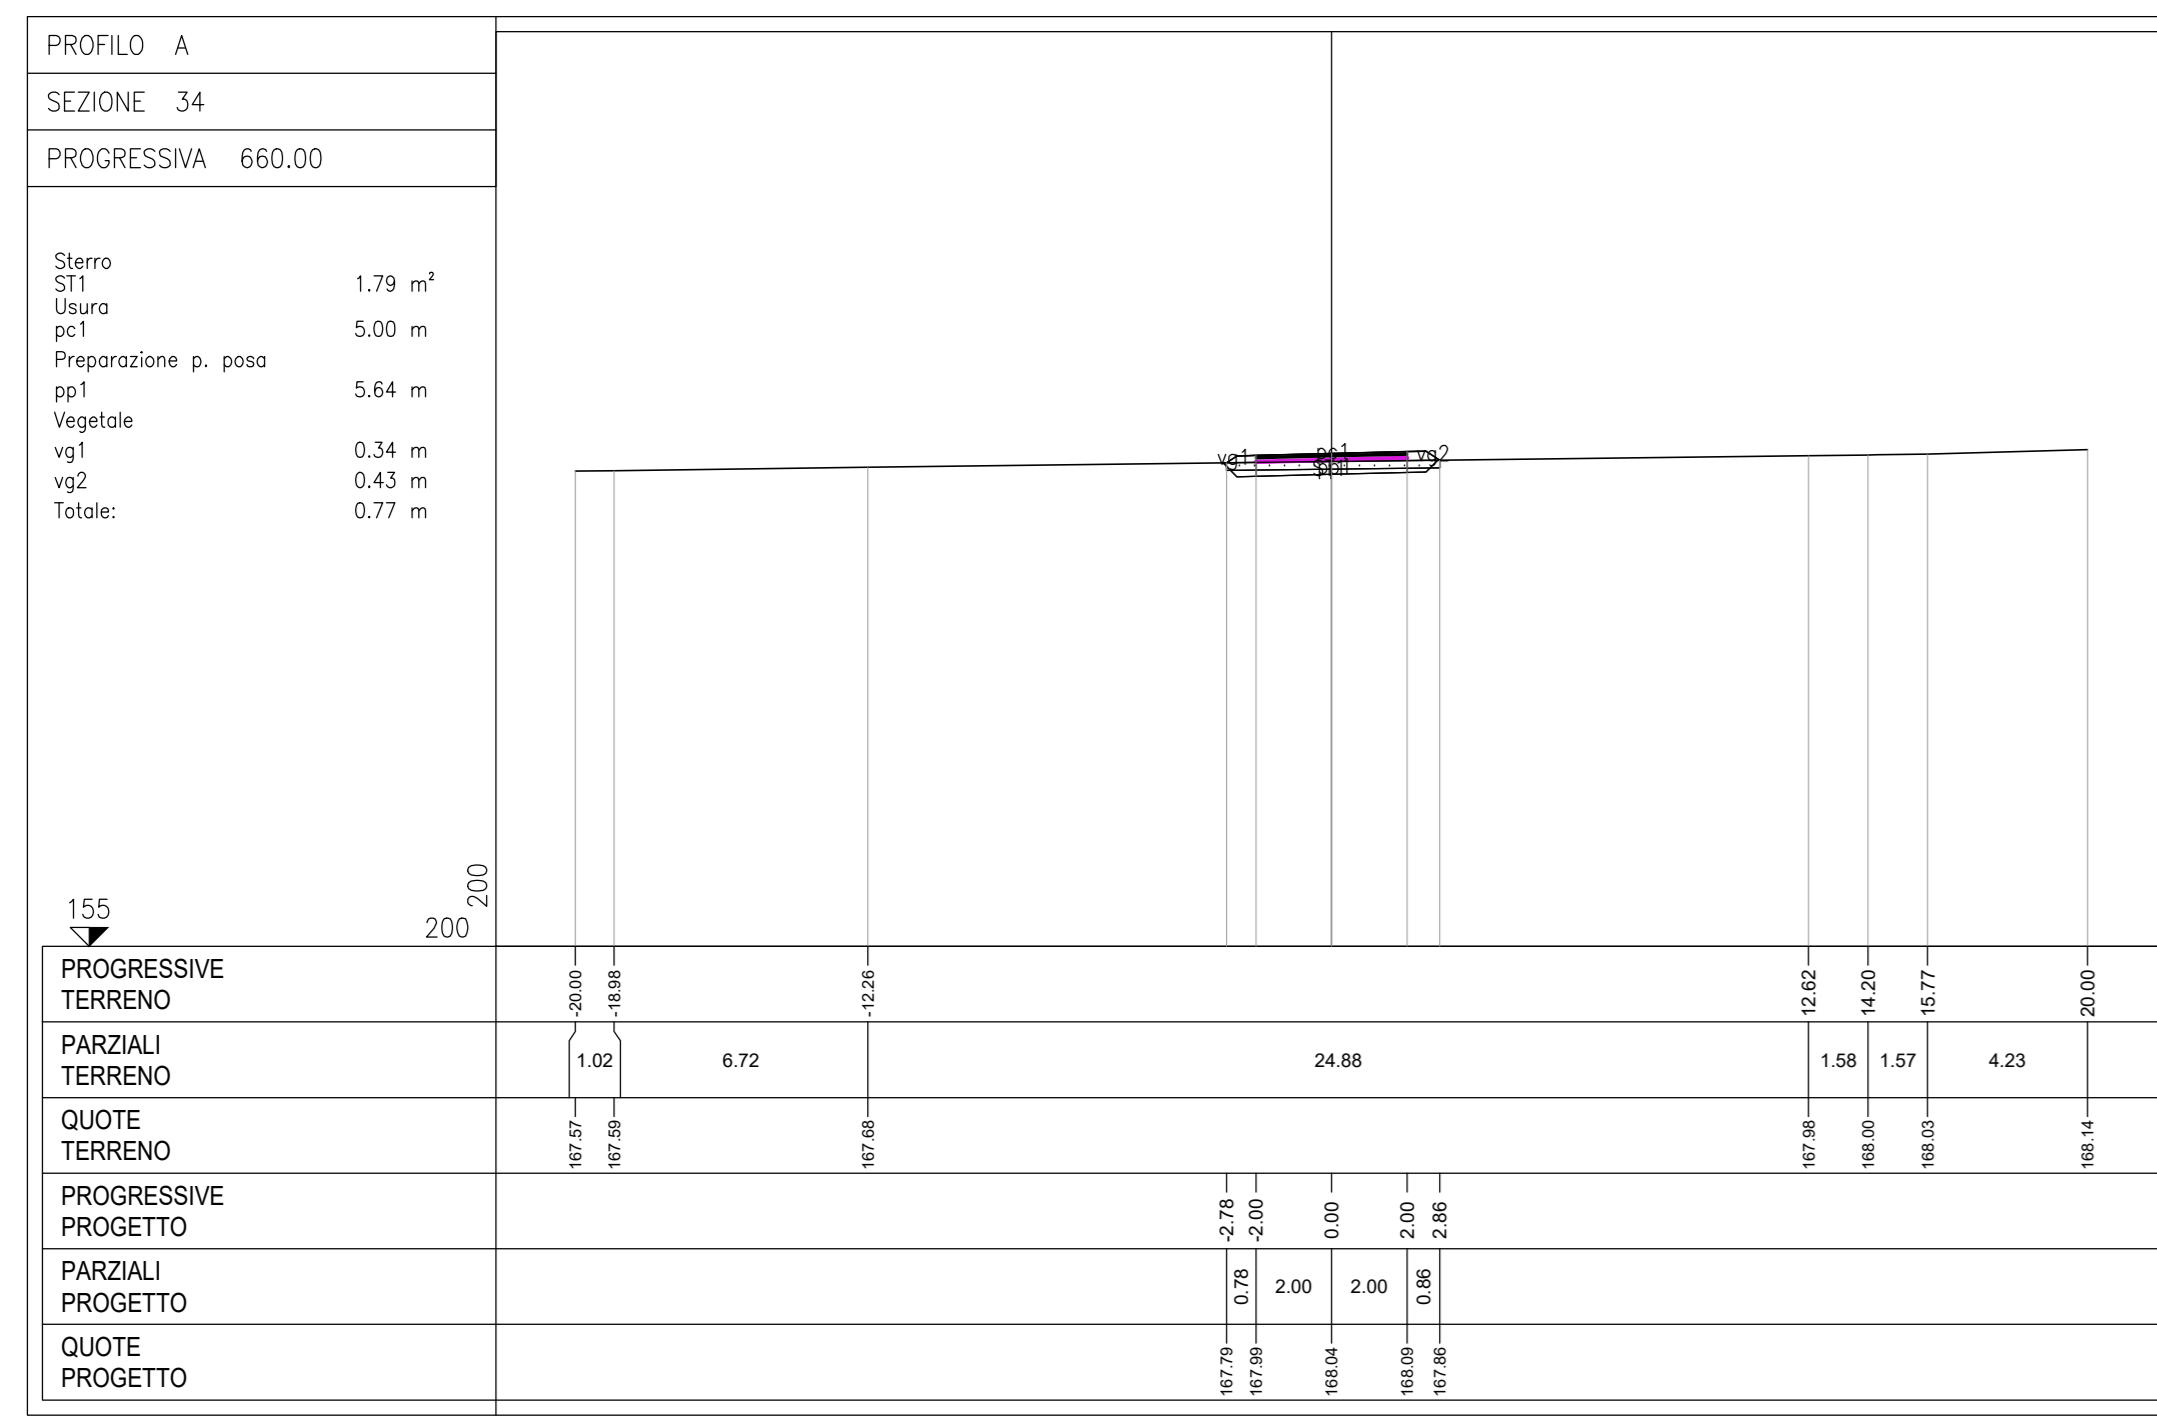 PROFILO A
SEZIONE 34
PROGRESSIVA 660.00
Sterro
ST1 1.79 m²
Usura
pc1 5.00 m
Preparazione p. posa
pp1 5.64 m
Vegetale
vg1 0.34 m
vg2 0.43 m
Totale: 0.77 m
vg1 pc1 vg2
pp1
155
200
200
PROGRESSIVE
TERRENO
-20.00 -18.98 -12.26 12.62 14.20 15.77 20.00
PARZIALI
TERRENO
1.02 6.72 24.88 1.58 1.57 4.23
QUOTE
TERRENO
167.57 167.59 167.68 167.98 168.00 168.03 168.14
PROGRESSIVE
PROGETTO
-2.78 -2.00 0.00 2.00 2.86
PARZIALI
PROGETTO
0.78 2.00 2.00 0.86
QUOTE
PROGETTO
167.79 167.99 168.04 168.09 167.86